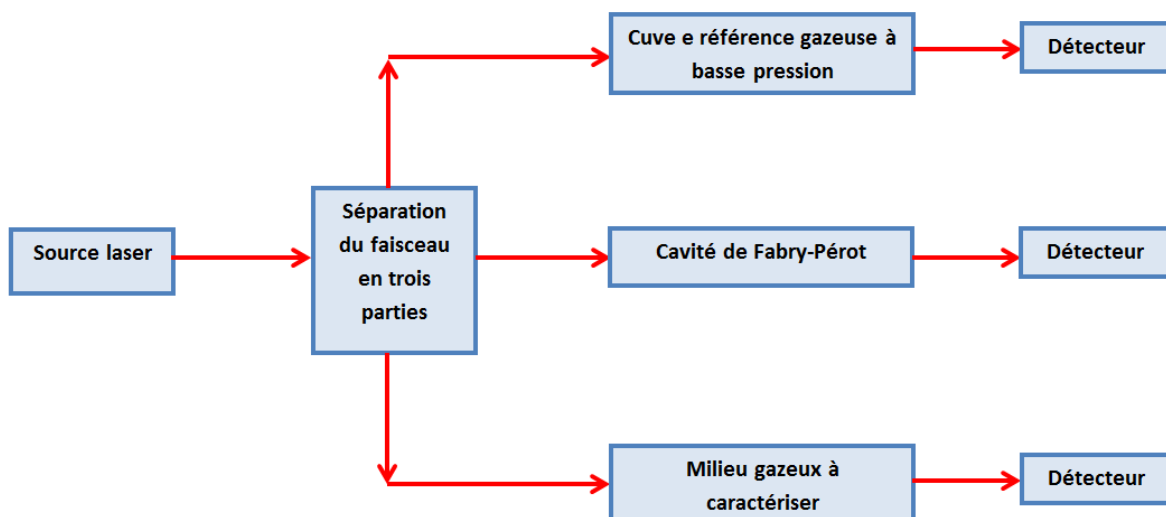 Cuve e référence gazeuse à
basse pression
Détecteur
Source laser
Séparation
du faisceau
en trois
parties
Cavité de Fabry-Pérot
Détecteur
Milieu gazeux à
caractériser
Détecteur